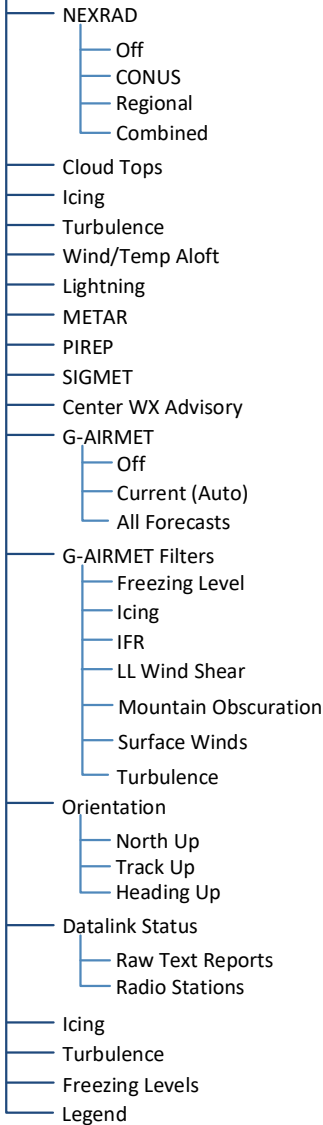 NEXRAD
Off
CONUS
Regional
Combined
Cloud Tops
Icing
Turbulence
Wind/Temp Aloft
Lightning
METAR
PIREP
SIGMET
Center WX Advisory
G-AIRMET
Off
Current (Auto)
All Forecasts
G-AIRMET Filters
Freezing Level
Icing
IFR
LL Wind Shear
Mountain Obscuration
Surface Winds
Turbulence
Orientation
North Up
Track Up
Heading Up
Datalink Status
Raw Text Reports
Radio Stations
Icing
Turbulence
Freezing Levels
Legend